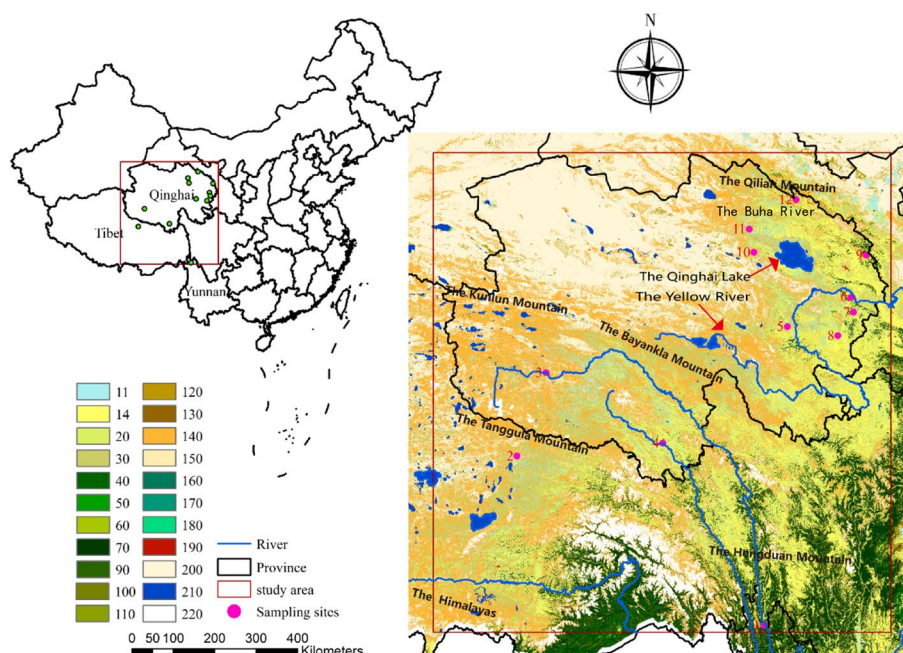 N
Qinghai
Tibet
Yunnan
The Qilian Mountain
12
The Buha River
11
10
9
The Qinghai Lake
The Yellow River
6
7
5
8
The Kunlun Mountain
The Bayankla Mountain
3
The Tanggula Mountain
2
4
The Hengduan Mountain
The Himalayas
11 120
14 130
20 140
30 150
40 160
50 170
60 180
70 190
90 200
100 210
110 220
River
Province
study area
Sampling sites
0 50 100 200 300 400
Kilometers